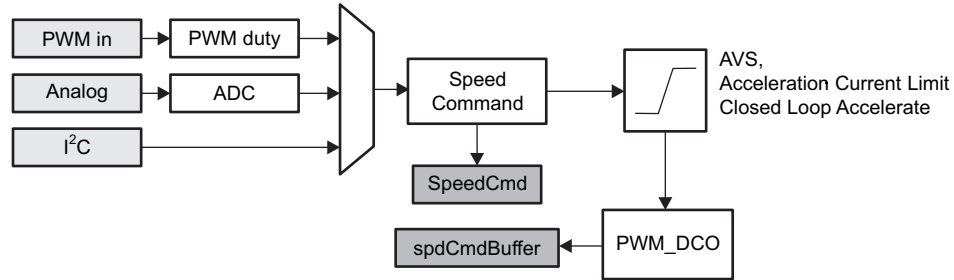 PWM in
PWM duty
Analog
ADC
I²C
Speed
Command
AVS,
Acceleration Current Limit
Closed Loop Accelerate
SpeedCmd
spdCmdBuffer
PWM_DCO